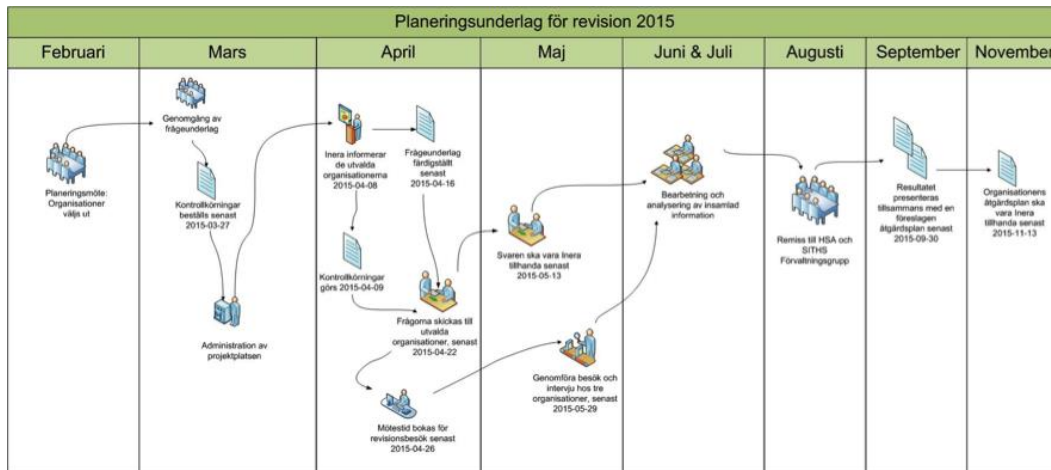 Planeringsunderlag för revision 2015
Februari
Mars
April
Maj
Juni & Juli
Augusti
September
November
Planeringsmöte:
Organisationer
väljs ut
Genomgång av
frågeunderlag
Kontrollkörningar
beställs senast
2015-03-27
Administration av
projektplatsen
Inera informerar
de utvalda
organisationerna
2015-04-08
Frågeunderlag
färdigställt
senast
2015-04-16
Kontrollkörningar
görs 2015-04-09
Frågorna skickas till
utvalda
organisationer, senast
2015-04-22
Mötestid bokas för
revisionsbesök senast
2015-04-26
Svaren ska vara Inera
tillhanda senast
2015-05-13
Genomföra besök och
intervju hos tre
organisationer, senast
2015-05-29
Bearbetning och
analysering av insamlad
information
Remiss till HSA och
SITHS
Förvaltningsgrupp
Resultatet
presenteras
tillsammans med en
föreslagen
åtgärdsplan senast
2015-09-30
Organisationens
åtgärdsplan ska
vara Inera
tillhanda senast
2015-11-13